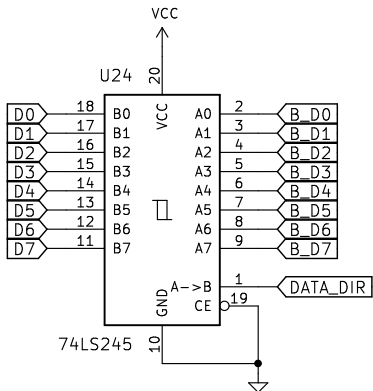 VCC
U24
20
VCC
D0 18 B0 A0 2 B_D0
D1 17 B1 A1 3 B_D1
D2 16 B2 A2 4 B_D2
D3 15 B3 A3 5 B_D3
D4 14 B4 A4 6 B_D4
D5 13 B5 A5 7 B_D5
D6 12 B6 A6 8 B_D6
D7 11 B7 A7 9 B_D7
A->B 1 DATA_DIR
CE 19
GND
74LS245 10